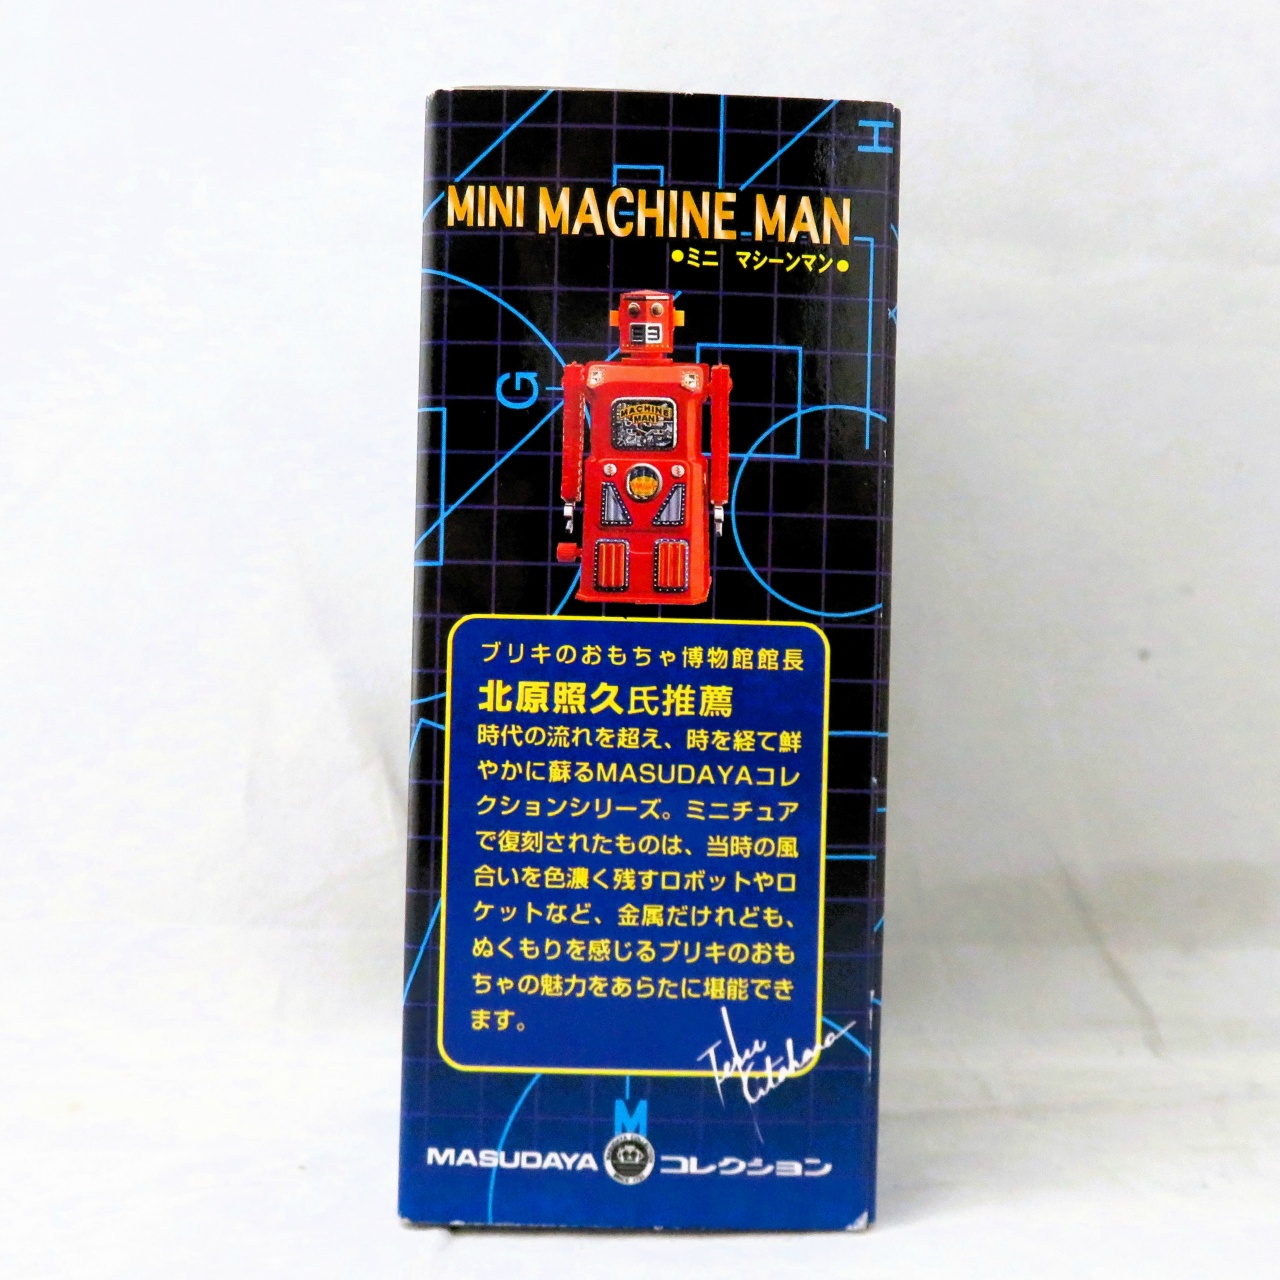 H
MINI MACHINE MAN
●ミニ マシーンマン●
G
MACHINE
MAN
ブリキのおもちゃ博物館館長
北原照久氏推薦
時代の流れを超え、時を経て鮮
やかに蘇るMASUDAYAコレ
クションシリーズ。ミニチュア
で復刻されたものは、当時の風
合いを色濃く残すロボットやロ
ケットなど、金属だけれども、
ぬくもりを感じるブリキのおも
ちゃの魅力をあらたに堪能でき
ます。
Teru
Kitahara
M
MASUDAYA コレクション